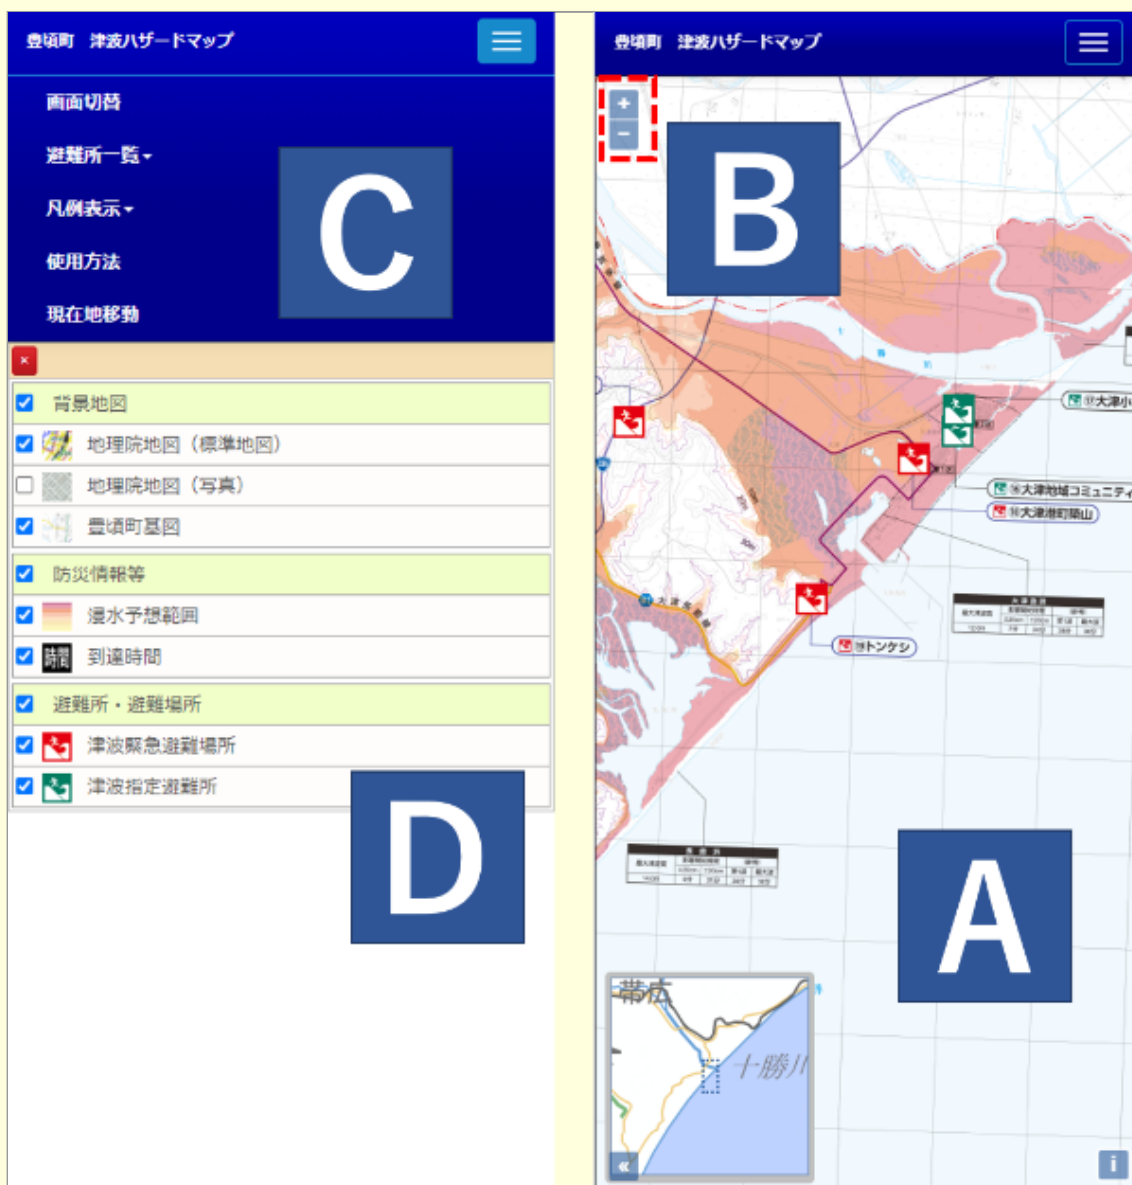 豊頃町 津波ハザードマップ
画面切替
避難所一覧
凡例表示
使用方法
現在地移動
C
×
背景地図
地理院地図（標準地図）
地理院地図（写真）
豊頃町基図
防災情報等
浸水予想範囲
時間 到達時間
避難所・避難場所
津波緊急避難場所
津波指定避難所
D
豊頃町 津波ハザードマップ
+
−
B
大津小
大津地域コミュニティ
大津港町築山
トンケシ
A
帯広
十勝川
«
i